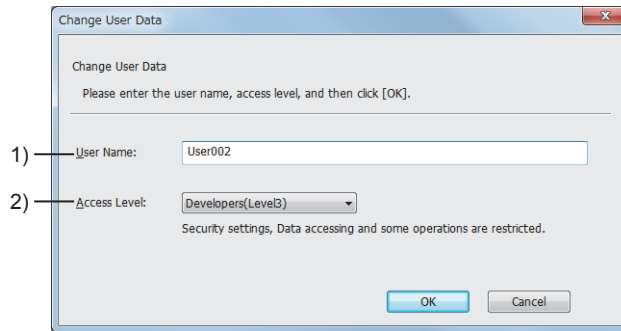 Change User Data
x
Change User Data
Please enter the user name, access level, and then click [OK].
1) User Name: User002
2) Access Level: Developers(Level3)
Security settings, Data accessing and some operations are restricted.
OK Cancel